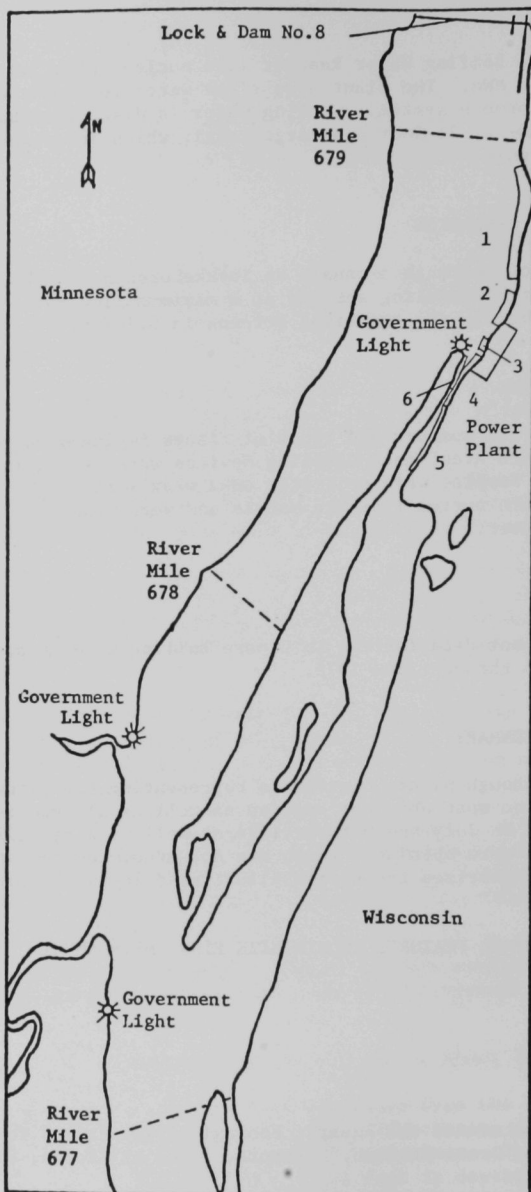 Lock & Dam No.8
N
River
Mile
679
1
Minnesota
2
Government
Light
3
6
4
Power
Plant
5
River
Mile
678
Government
Light
Wisconsin
Government
Light
River
Mile
677